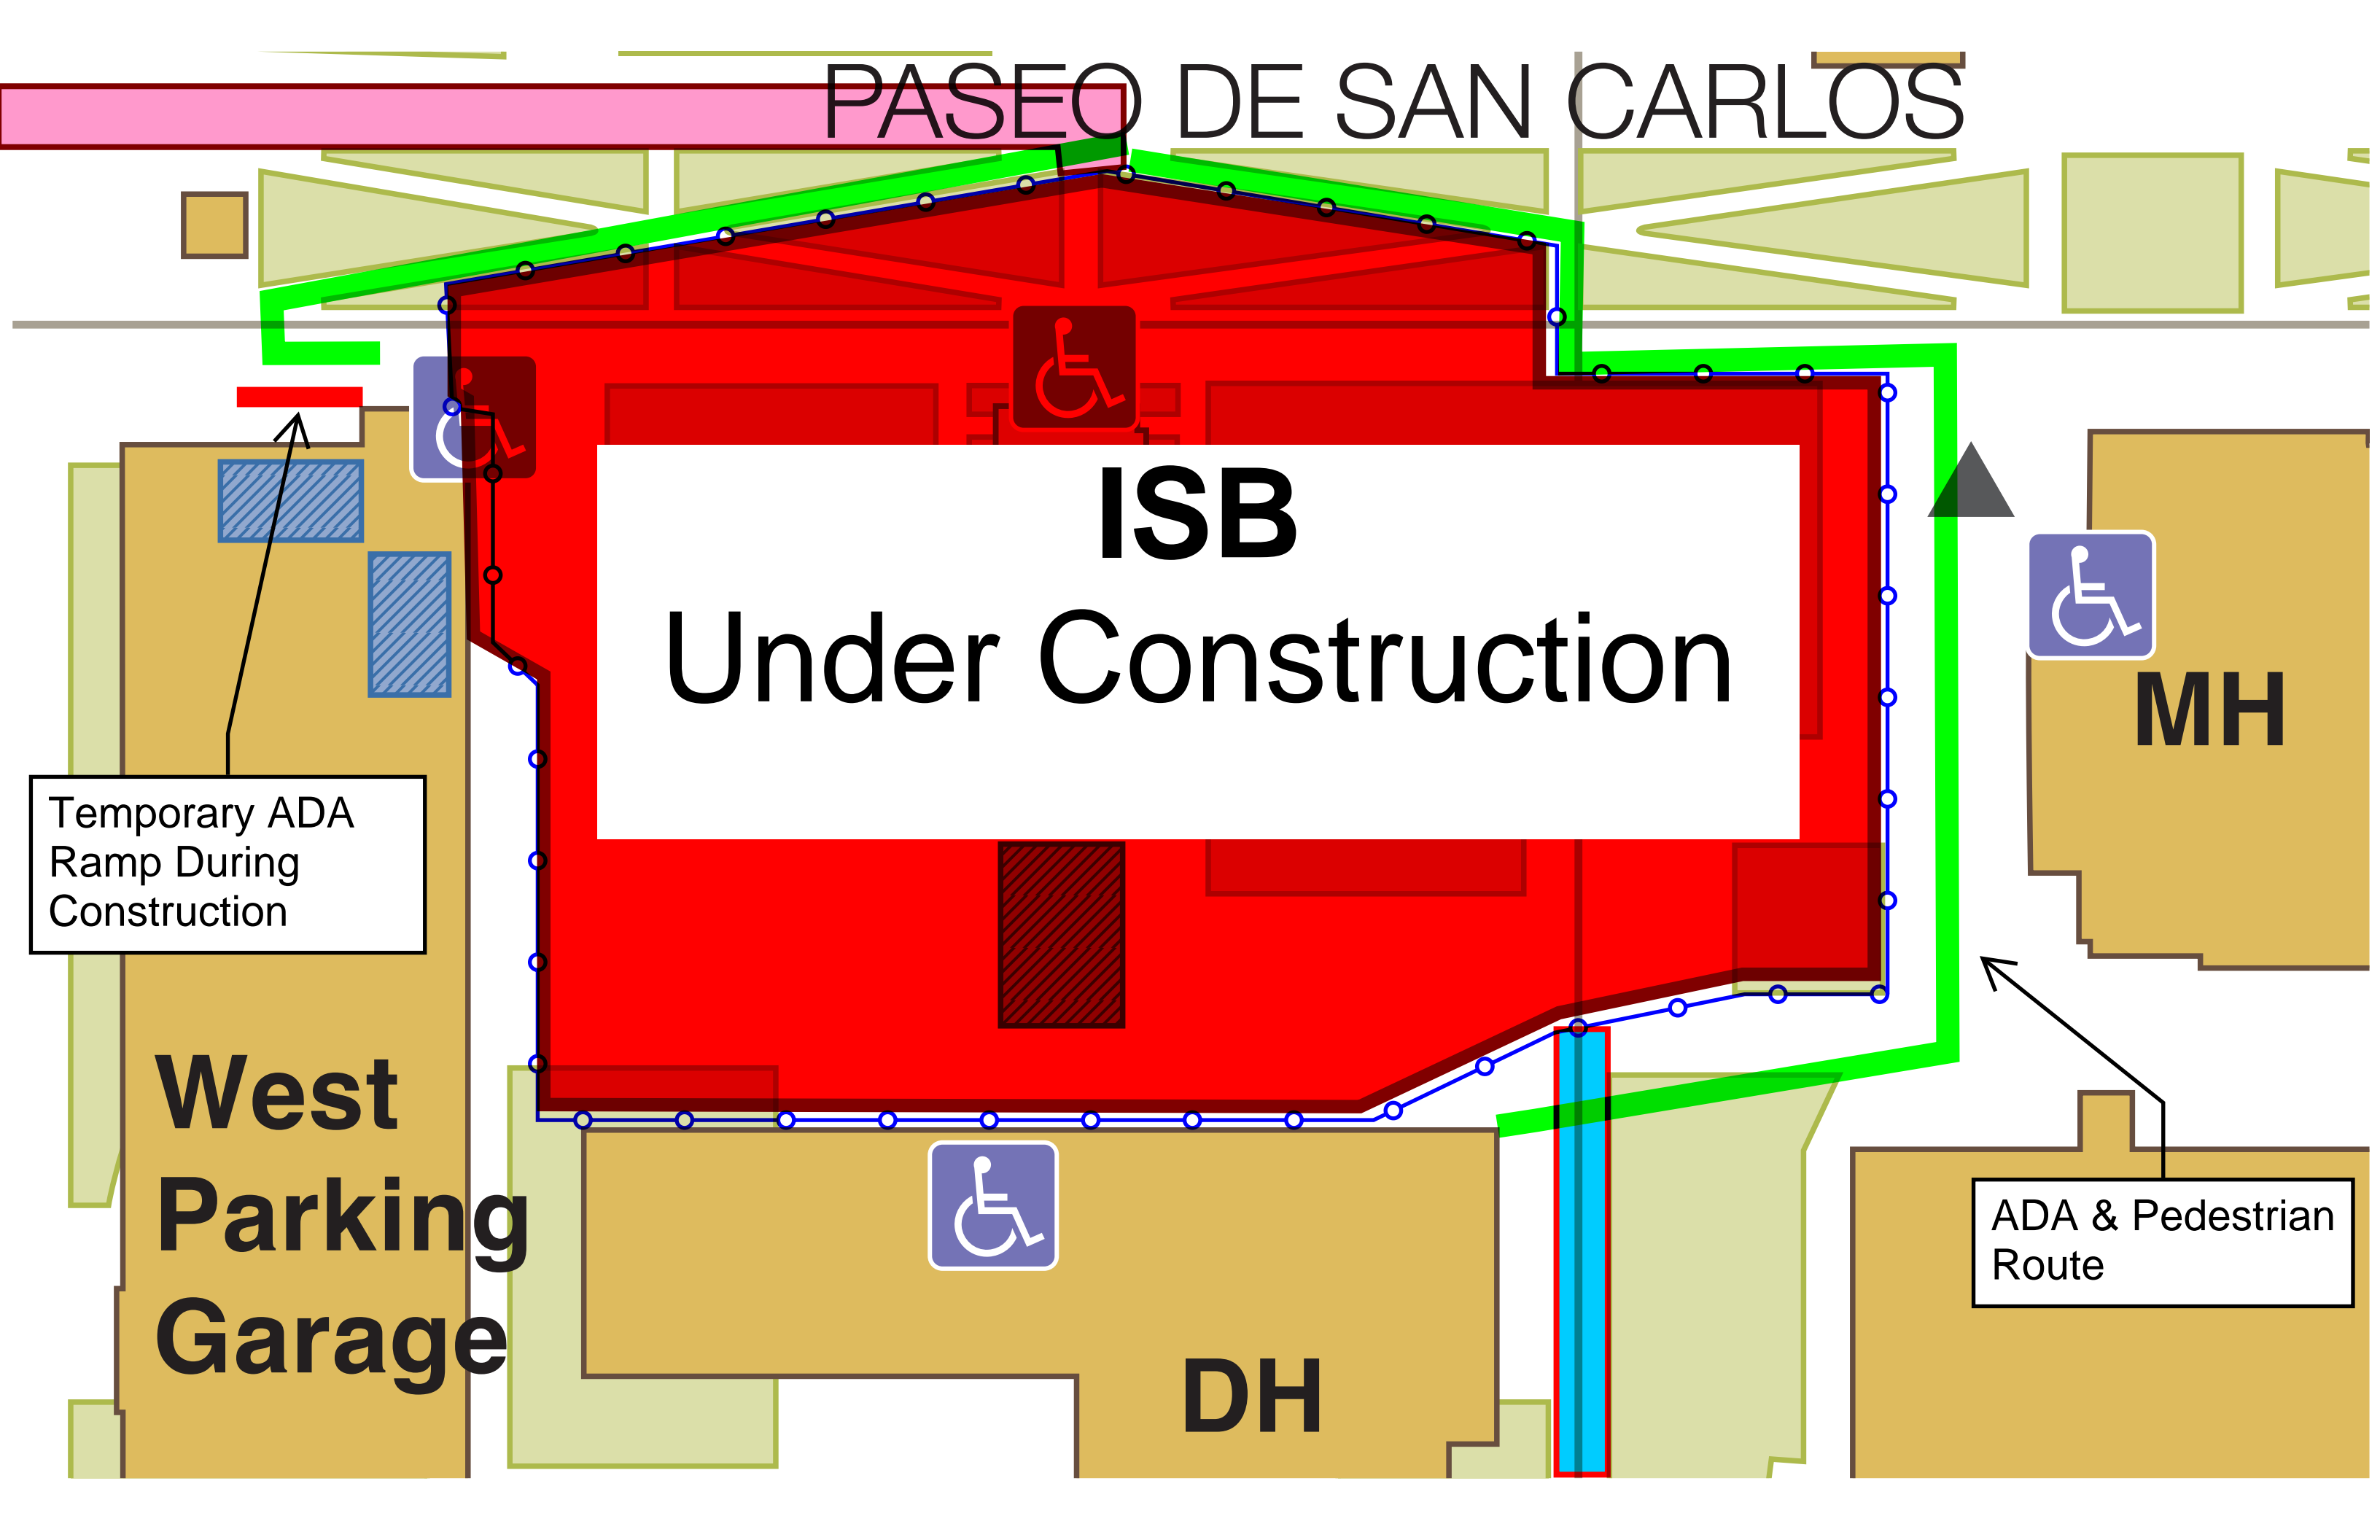 PASEO DE SAN CARLOS
ISB
Under Construction
MH
Temporary ADA
Ramp During
Construction
West
Parking
Garage
ADA & Pedestrian
Route
DH